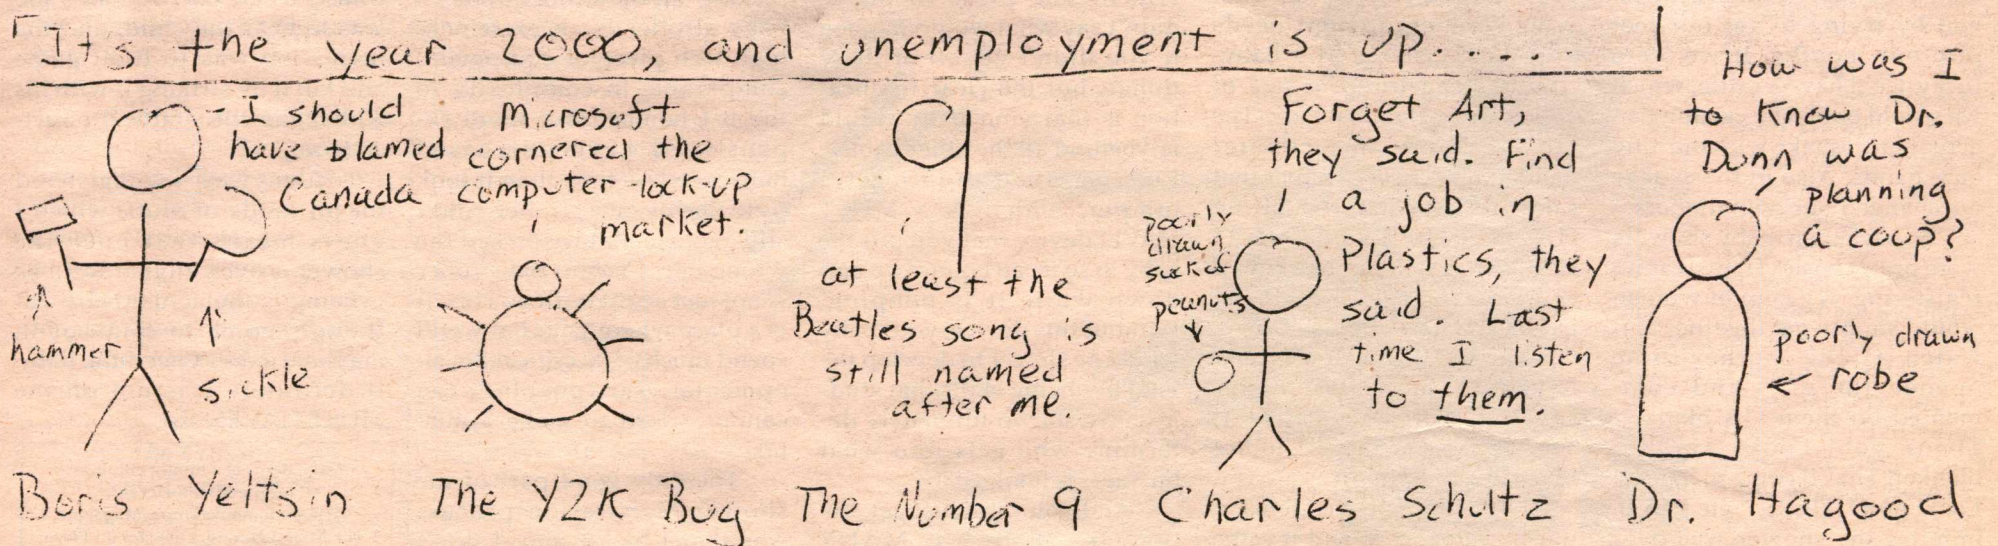 Its the year 2000, and unemployment is up.....
I should
have blamed
Canada
hammer
sickle
Boris Yeltsin
Microsoft
cornered the
computer-lock-up
market.
The Y2K Bug
9
at least the
Beatles song is
still named
after me.
The Number 9
Forget Art,
they said. Find
a job in
Plastics, they
said. Last
time I listen
to them.
poorly
drawn
sack of
peanuts
Charles Schultz
How was I
to know Dr.
Dunn was
planning
a coup?
poorly drawn
robe
Dr. Hagood